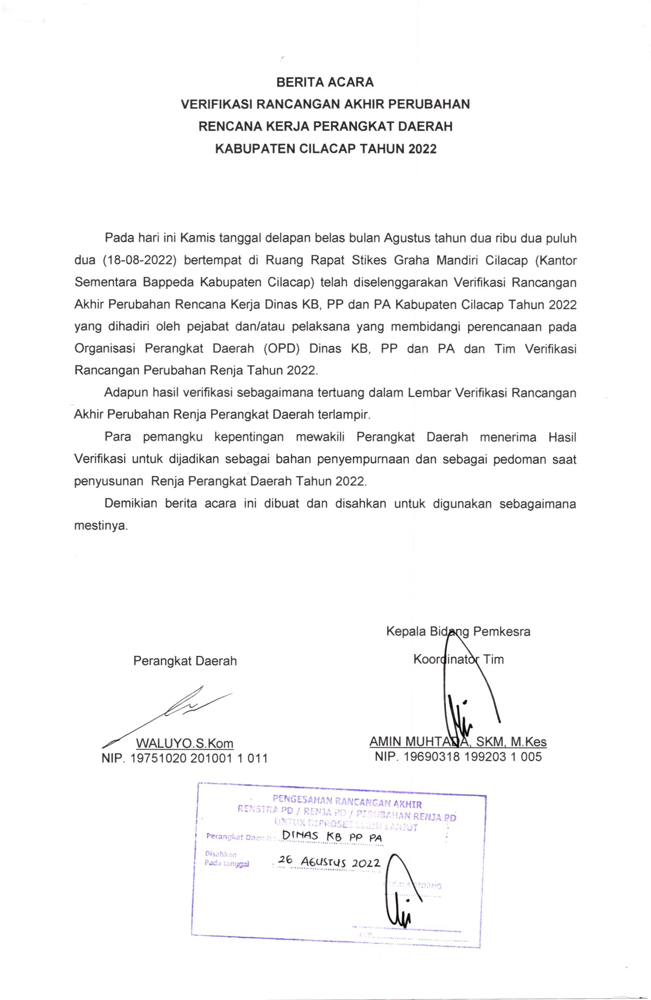 BERITA ACARA
VERIFIKASI RANCANGAN AKHIR PERUBAHAN
RENCANA KERJA PERANGKAT DAERAH
KABUPATEN CILACAP TAHUN 2022
Pada hari ini Kamis tanggal delapan belas bulan Agustus tahun dua ribu dua puluh
dua (18-08-2022) bertempat di Ruang Rapat Stikes Graha Mandiri Cilacap (Kantor
Sementara Bappeda Kabupaten Cilacap) telah diselenggarakan Verifikasi Rancangan
Akhir Perubahan Rencana Kerja Dinas KB, PP dan PA Kabupaten Cilacap Tahun 2022
yang dihadiri oleh pejabat dan/atau pelaksana yang membidangi perencanaan pada
Organisasi Perangkat Daerah (OPD) Dinas KB, PP dan PA dan Tim Verifikasi
Rancangan Perubahan Renja Tahun 2022.
Adapun hasil verifikasi sebagaimana tertuang dalam Lembar Verifikasi Rancangan
Akhir Perubahan Renja Perangkat Daerah terlampir.
Para pemangku kepentingan mewakili Perangkat Daerah menerima Hasil
Verifikasi untuk dijadikan sebagai bahan penyempurnaan dan sebagai pedoman saat
penyusunan Renja Perangkat Daerah Tahun 2022.
Demikian berita acara ini dibuat dan disahkan untuk digunakan sebagaimana
mestinya.
Kepala Bidang Pemkesra
Koordinator Tim
Perangkat Daerah
WALUYO.S.Kom
NIP. 19751020 201001 1 011
AMIN MUHTADA, SKM, M.Kes
NIP. 19690318 199203 1 005
PENGESAHAN RANCANGAN AKHIR
RENSTRA PD / RENJA PD / PERUBAHAN RENJA PD
UNTUK DIPROSES LEBIH LANJUT
Perangkat Daerah : DINAS KB PP PA
Disahkan
Pada tanggal : 26 AGUSTUS 2022
KEPALA BIDANG
NIP.